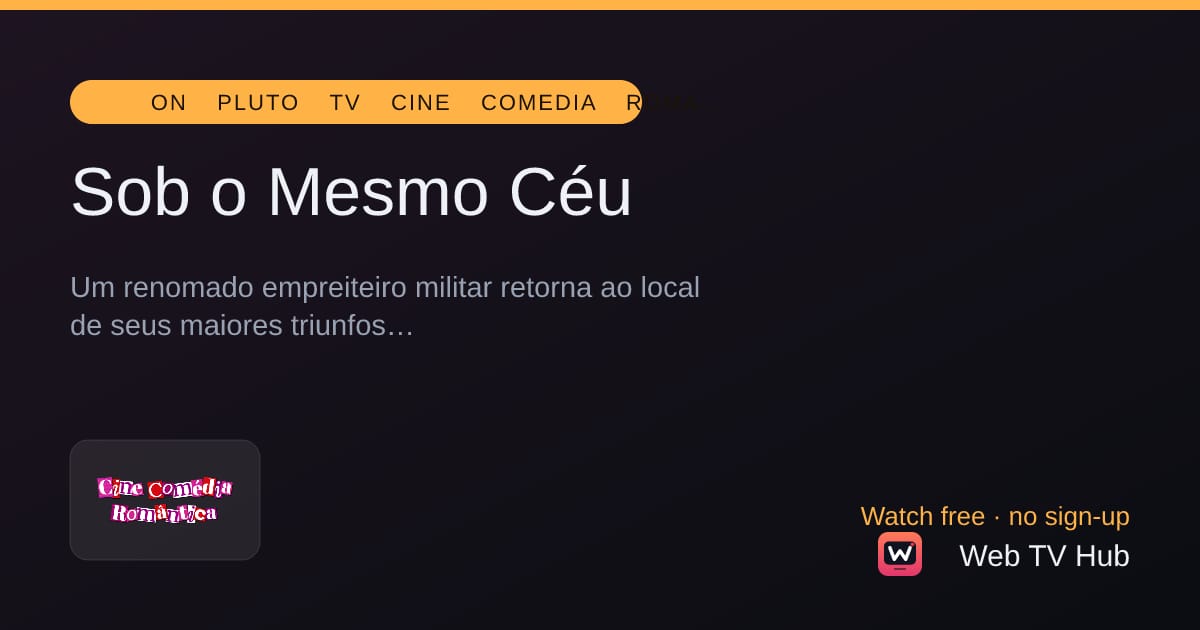 ON PLUTO TV CINE COMEDIA
Sob o Mesmo Céu
Um renomado empreiteiro militar retorna ao local
de seus maiores triunfos…
Cine Comédia
Romântica
Watch free · no sign-up
Web TV Hub